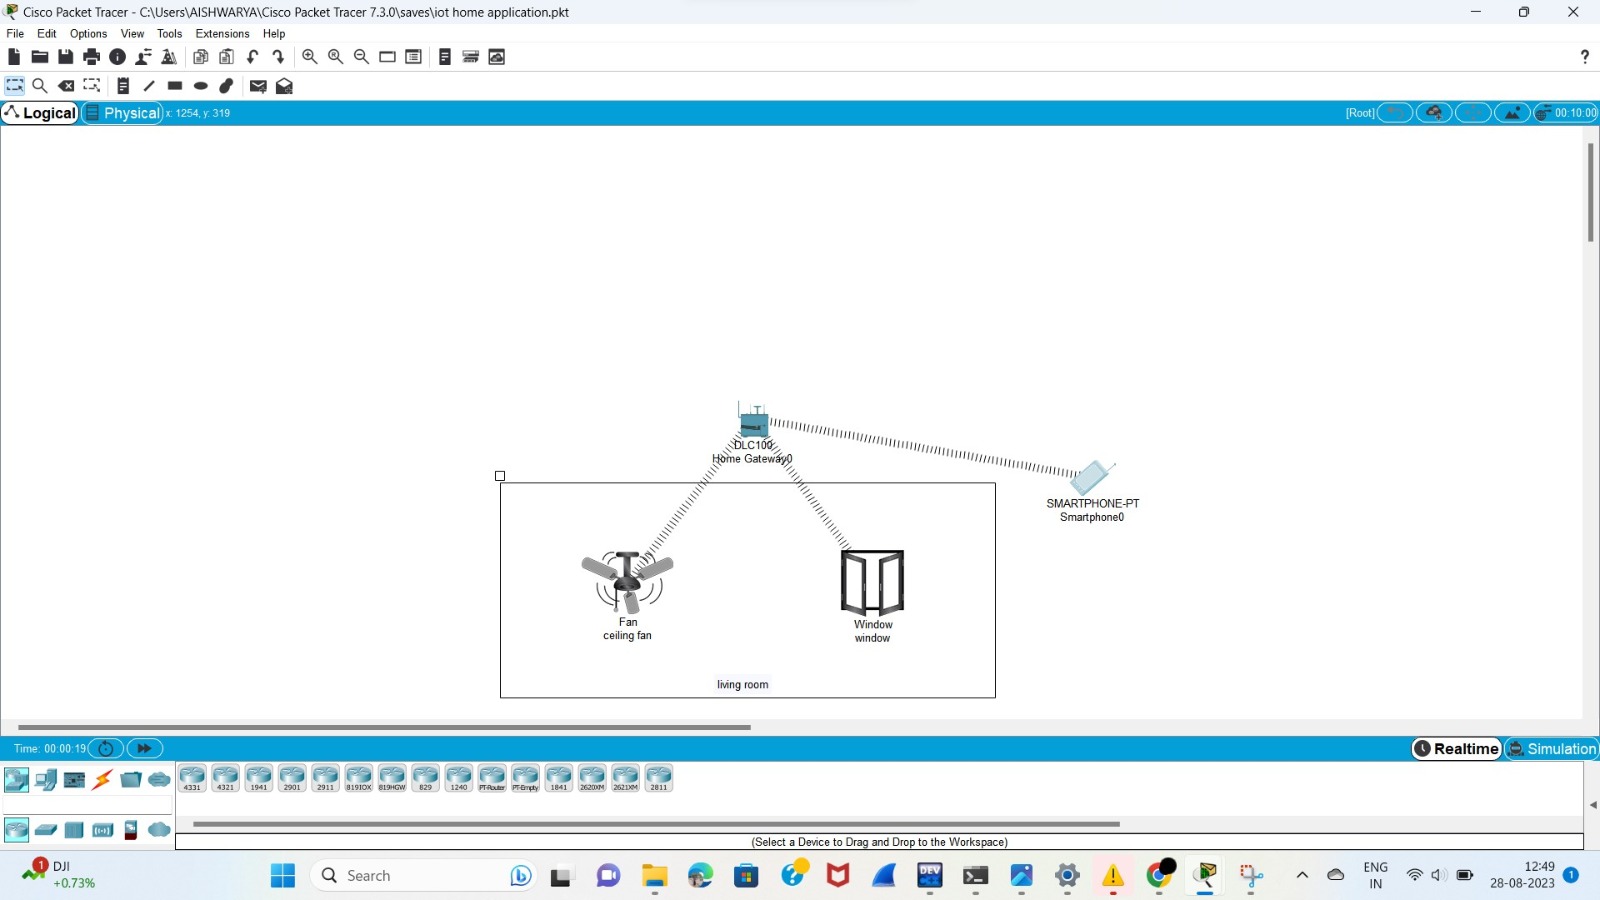 Cisco Packet Tracer - C:\Users\AISHWARYA\Cisco Packet Tracer 7.3.0\saves\iot home application.pkt
File Edit Options View Tools Extensions Help
?
Logical Physical x: 1254, y: 319 [Root] 00:10:00
DLC100
Home Gateway0
SMARTPHONE-PT
Smartphone0
Fan
ceiling fan
Window
window
living room
Time: 00:00:19 Realtime Simulation
4331 4321 1941 2901 2911 819IOX 819HGW 829 1240 PT-Router PT-Empty 1841 2620XM 2621XM 2811
(Select a Device to Drag and Drop to the Workspace)
1 DJI
+0.73%
Search
DEV
ENG
IN
12:49
28-08-2023
1